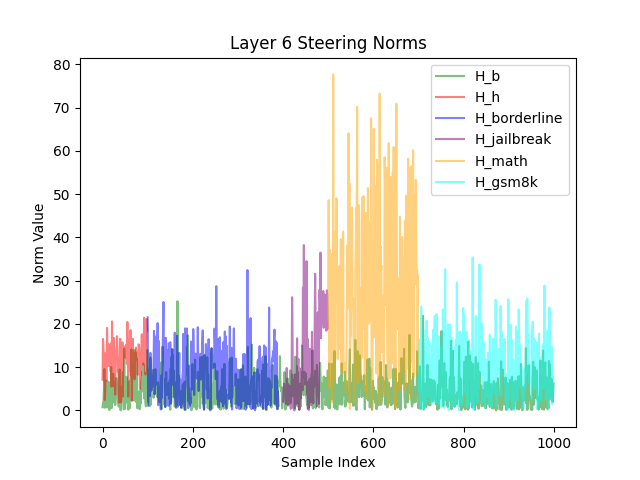 Layer 6 Steering Norms
80
70
60
50
40
30
20
10
0
Norm Value
H_b
H_h
H_borderline
H_jailbreak
H_math
H_gsm8k
0
200
400
600
800
1000
Sample Index